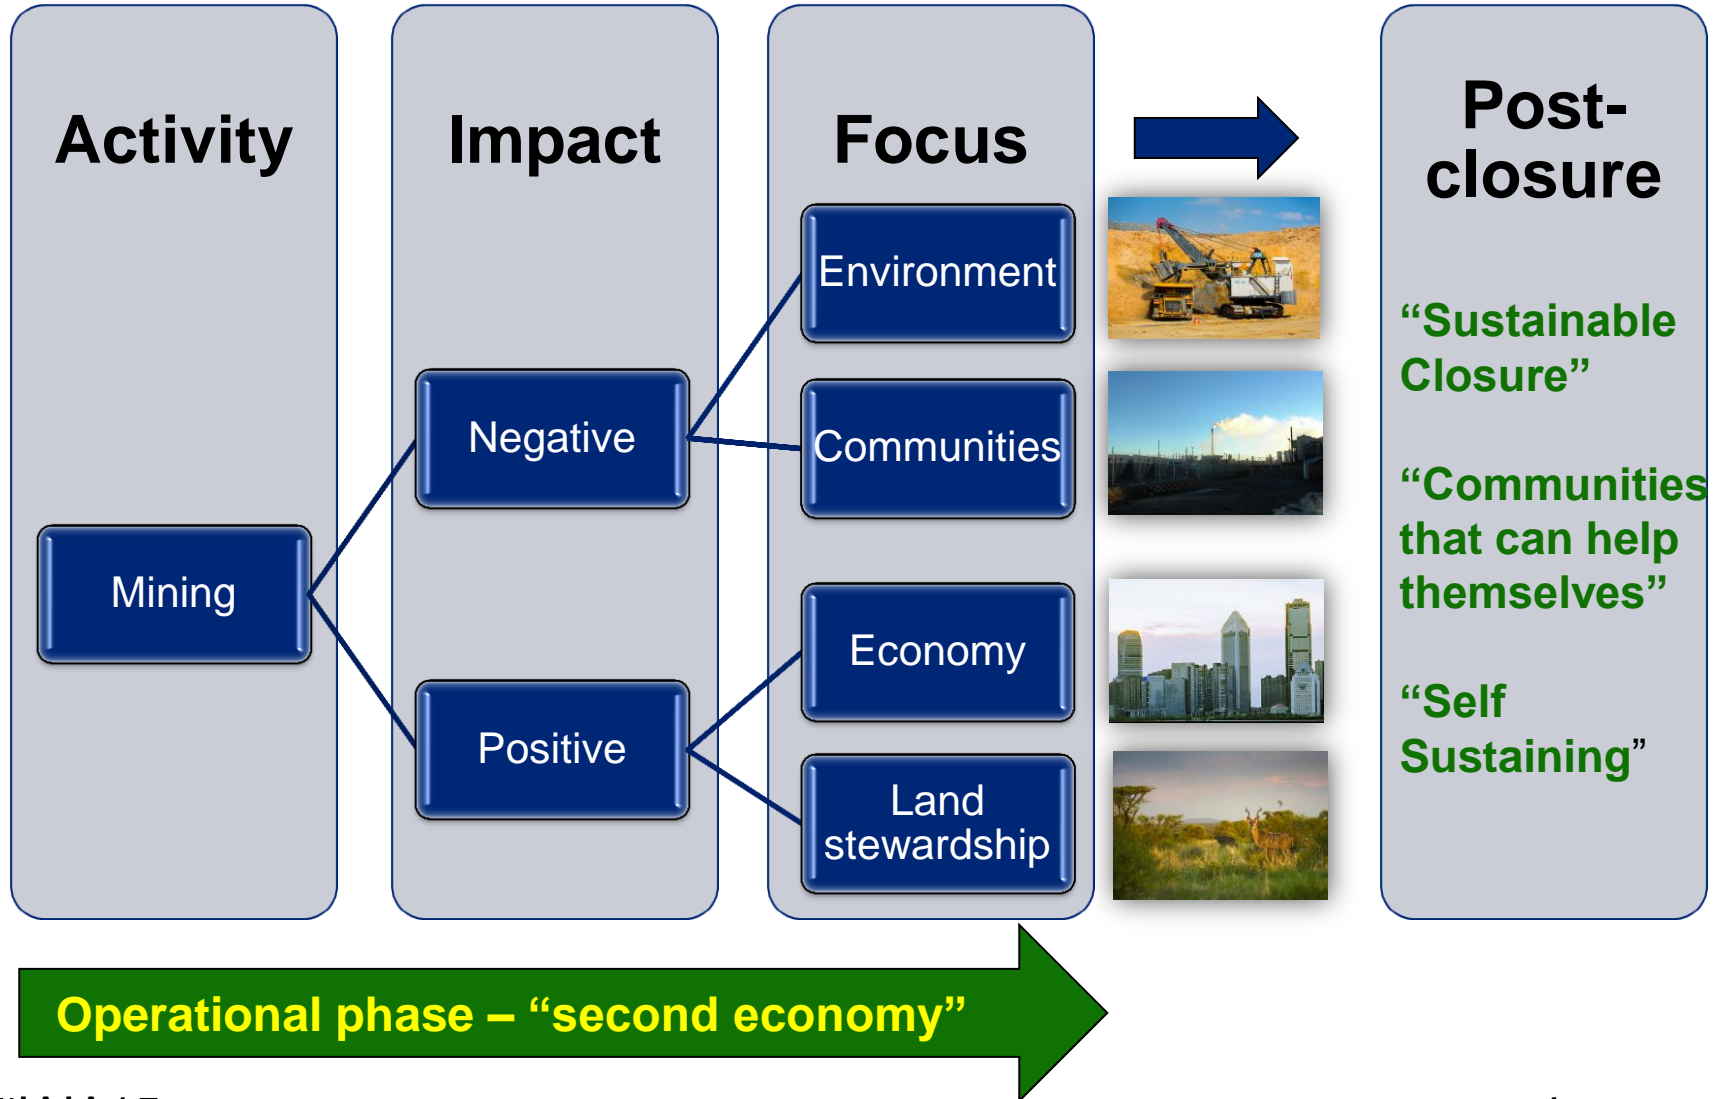 Activity
Impact
Focus
Post-
closure
Environment
Communities
Negative
Mining
Positive
Economy
Land
stewardship
“Sustainable
Closure”
“Communities
that can help
themselves”
“Self
Sustaining”
Operational phase – “second economy”